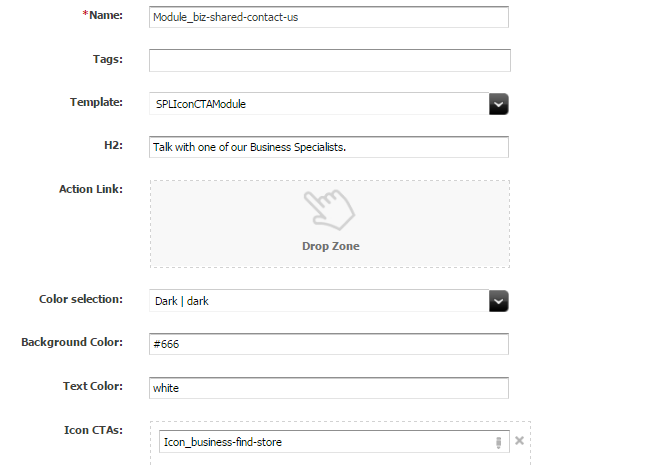 *Name: Module_biz-shared-contact-us
Tags:
Template: SPLIconCTAModule
H2: Talk with one of our Business Specialists.
Action Link:
Drop Zone
Color selection: Dark | dark
Background Color: #666
Text Color: white
Icon CTAs: Icon_business-find-store